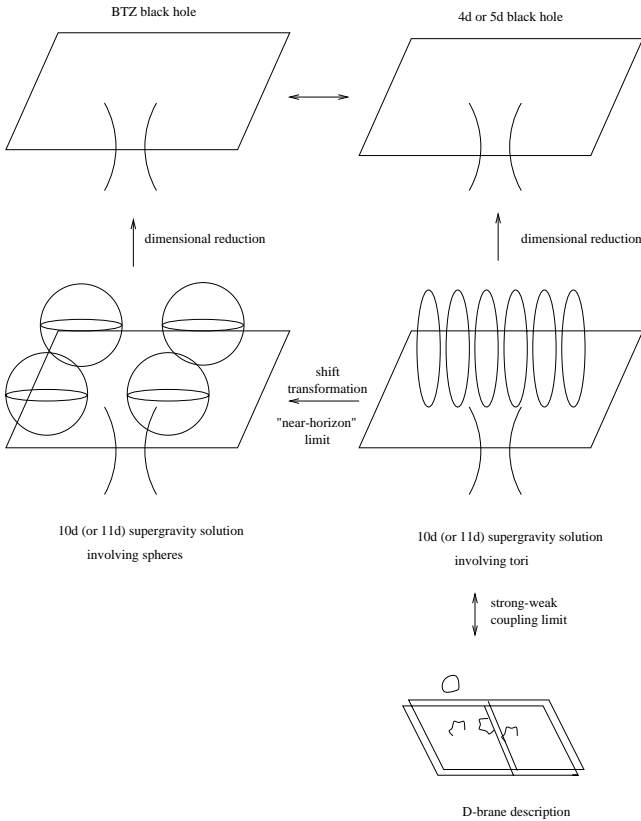 BTZ black hole
4d or 5d black hole
dimensional reduction
dimensional reduction
shift
transformation
"near-horizon"
limit
10d (or 11d) supergravity solution
involving spheres
10d (or 11d) supergravity solution
involving tori
strong-weak
coupling limit
D-brane description